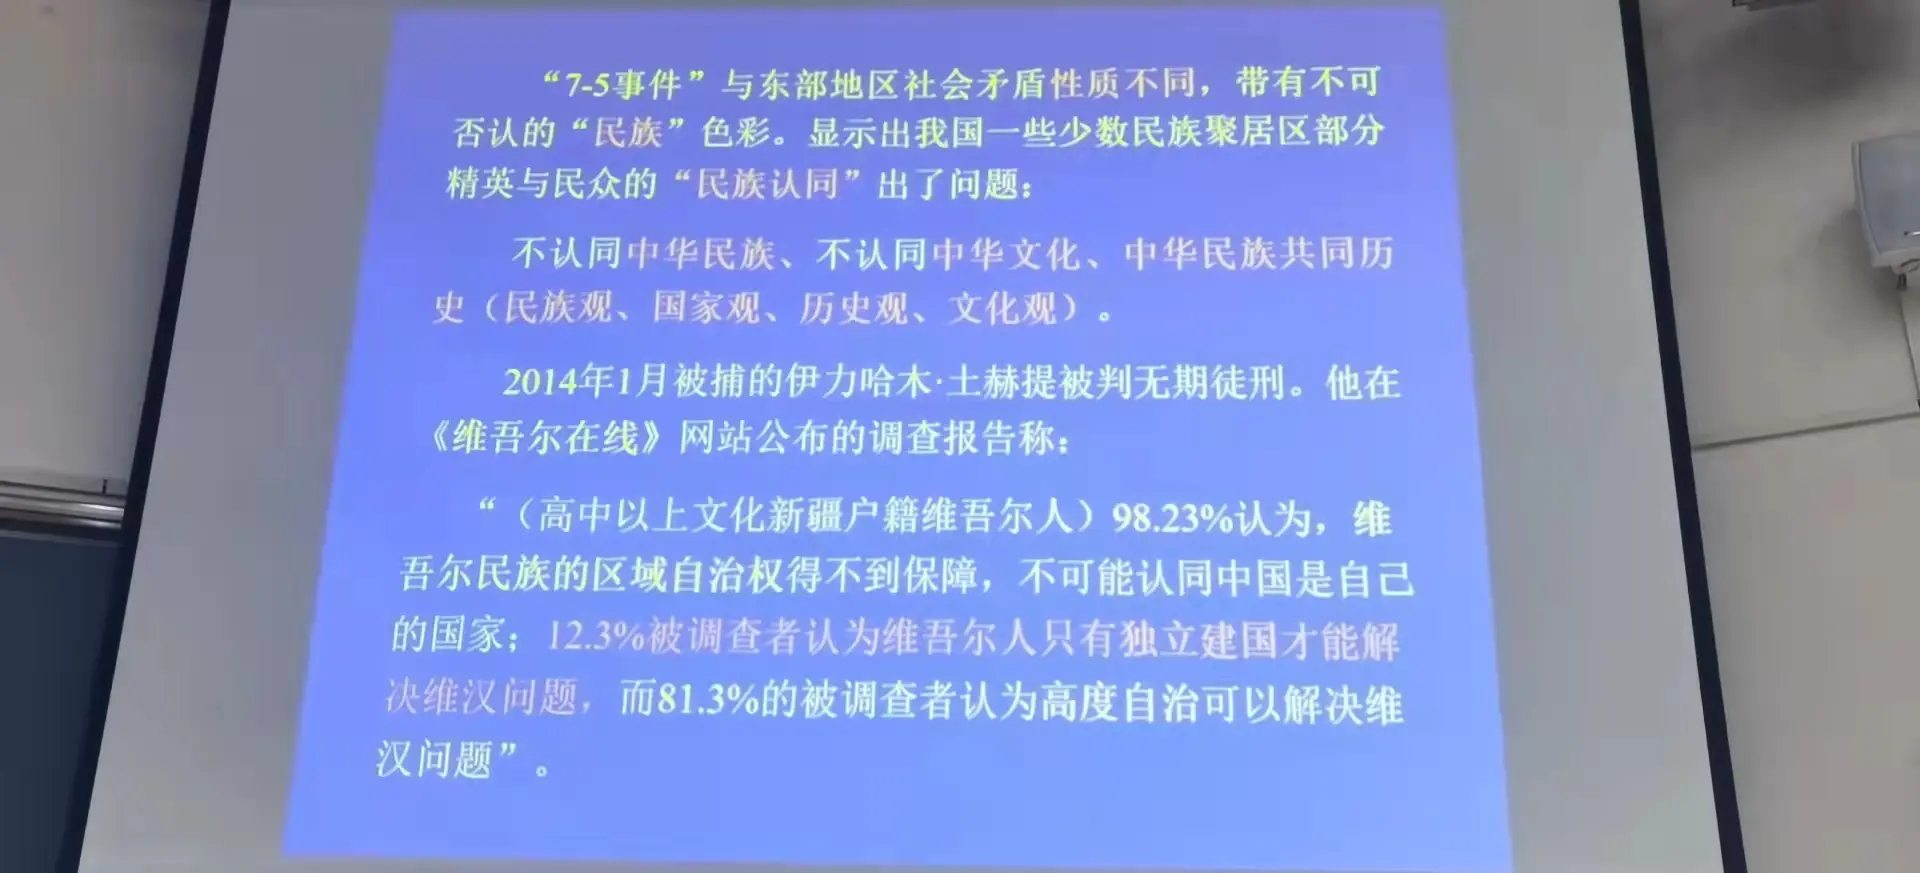 “7-5事件”与东部地区社会矛盾性质不同，带有不可
否认的“民族”色彩。显示出我国一些少数民族聚居区部分
精英与民众的“民族认同”出了问题：
不认同中华民族、不认同中华文化、中华民族共同历
史（民族观、国家观、历史观、文化观）。
2014年1月被捕的伊力哈木·土赫提被判无期徒刑。他在
《维吾尔在线》网站公布的调查报告称：
“（高中以上文化新疆户籍维吾尔人）98.23%认为，维
吾尔民族的区域自治权得不到保障，不可能认同中国是自己
的国家；12.3%被调查者认为维吾尔人只有独立建国才能解
决维汉问题，而81.3%的被调查者认为高度自治可以解决维
汉问题”。